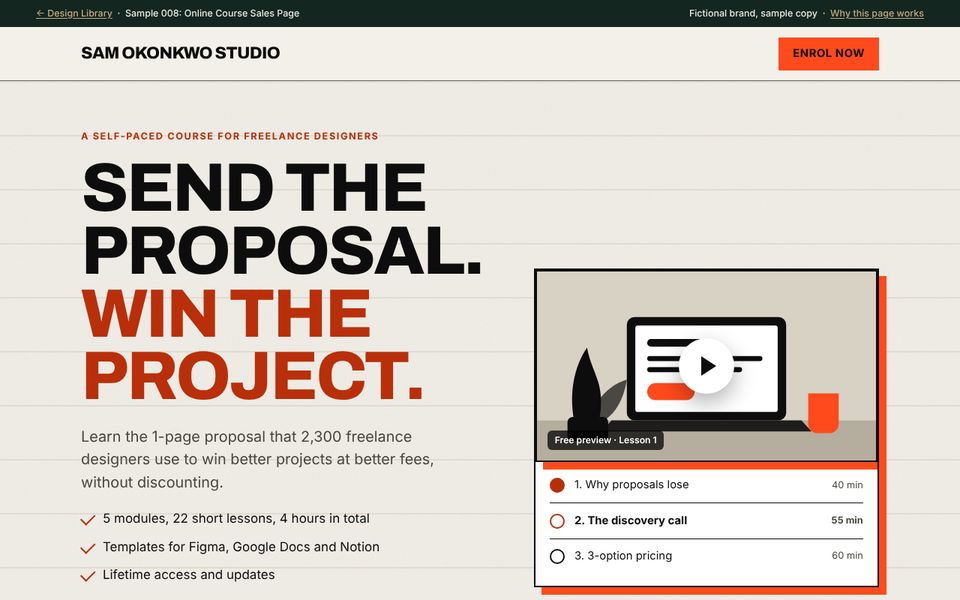 ← Design Library · Sample 008: Online Course Sales Page
Fictional brand, sample copy · Why this page works
SAM OKONKWO STUDIO
ENROL NOW
A SELF-PACED COURSE FOR FREELANCE DESIGNERS
SEND THE
PROPOSAL.
WIN THE
PROJECT.
Learn the 1-page proposal that 2,300 freelance
designers use to win better projects at better fees,
without discounting.
5 modules, 22 short lessons, 4 hours in total
Templates for Figma, Google Docs and Notion
Lifetime access and updates
Free preview · Lesson 1
1. Why proposals lose 40 min
2. The discovery call 55 min
3. 3-option pricing 60 min